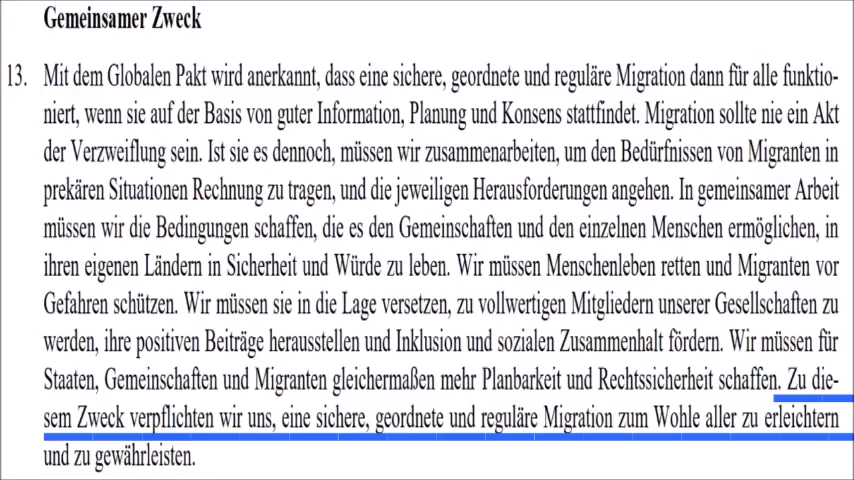 Gemeinsamer Zweck
13. Mit dem Globalen Pakt wird anerkannt, dass eine sichere, geordnete und reguläre Migration dann für alle funktio-
niert, wenn sie auf der Basis von guter Information, Planung und Konsens stattfindet. Migration sollte nie ein Akt
der Verzweiflung sein. Ist sie es dennoch, müssen wir zusammenarbeiten, um den Bedürfnissen von Migranten in
prekären Situationen Rechnung zu tragen, und die jeweiligen Herausforderungen angehen. In gemeinsamer Arbeit
müssen wir die Bedingungen schaffen, die es den Gemeinschaften und den einzelnen Menschen ermöglichen, in
ihren eigenen Ländern in Sicherheit und Würde zu leben. Wir müssen Menschenleben retten und Migranten vor
Gefahren schützen. Wir müssen sie in die Lage versetzen, zu vollwertigen Mitgliedern unserer Gesellschaften zu
werden, ihre positiven Beiträge herausstellen und Inklusion und sozialen Zusammenhalt fördern. Wir müssen für
Staaten, Gemeinschaften und Migranten gleichermaßen mehr Planbarkeit und Rechtssicherheit schaffen. Zu die-
sem Zweck verpflichten wir uns, eine sichere, geordnete und reguläre Migration zum Wohle aller zu erleichtern
und zu gewährleisten.